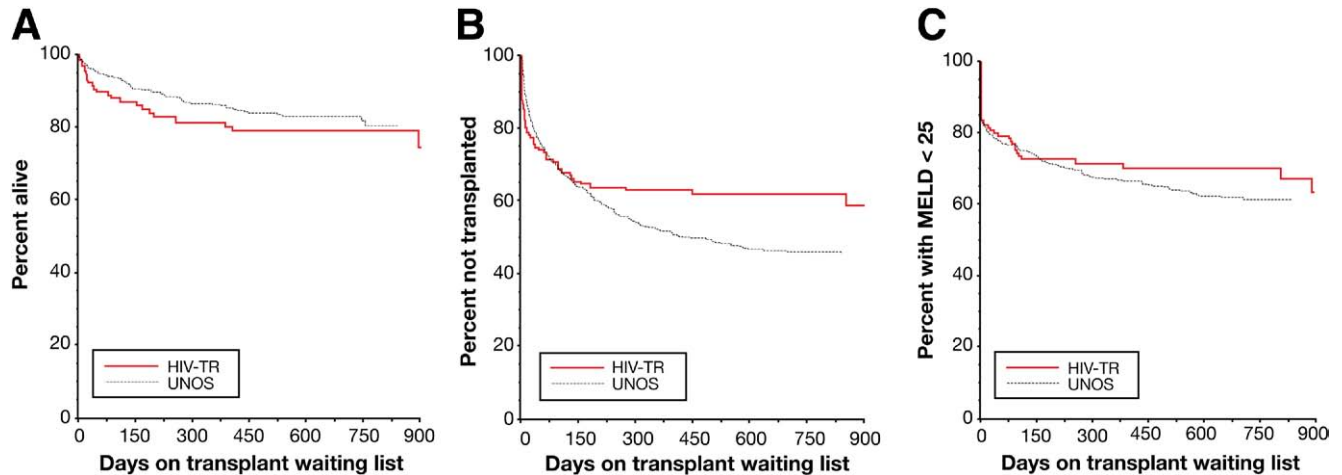 A
Percent alive
100
80
60
40
20
0
HIV-TR
UNOS
0 150 300 450 600 750 900
Days on transplant waiting list
B
Percent not transplanted
100
80
60
40
20
0
HIV-TR
UNOS
0 150 300 450 600 750 900
Days on transplant waiting list
C
Percent with MELD < 25
100
80
60
40
20
0
HIV-TR
UNOS
0 150 300 450 600 750 900
Days on transplant waiting list